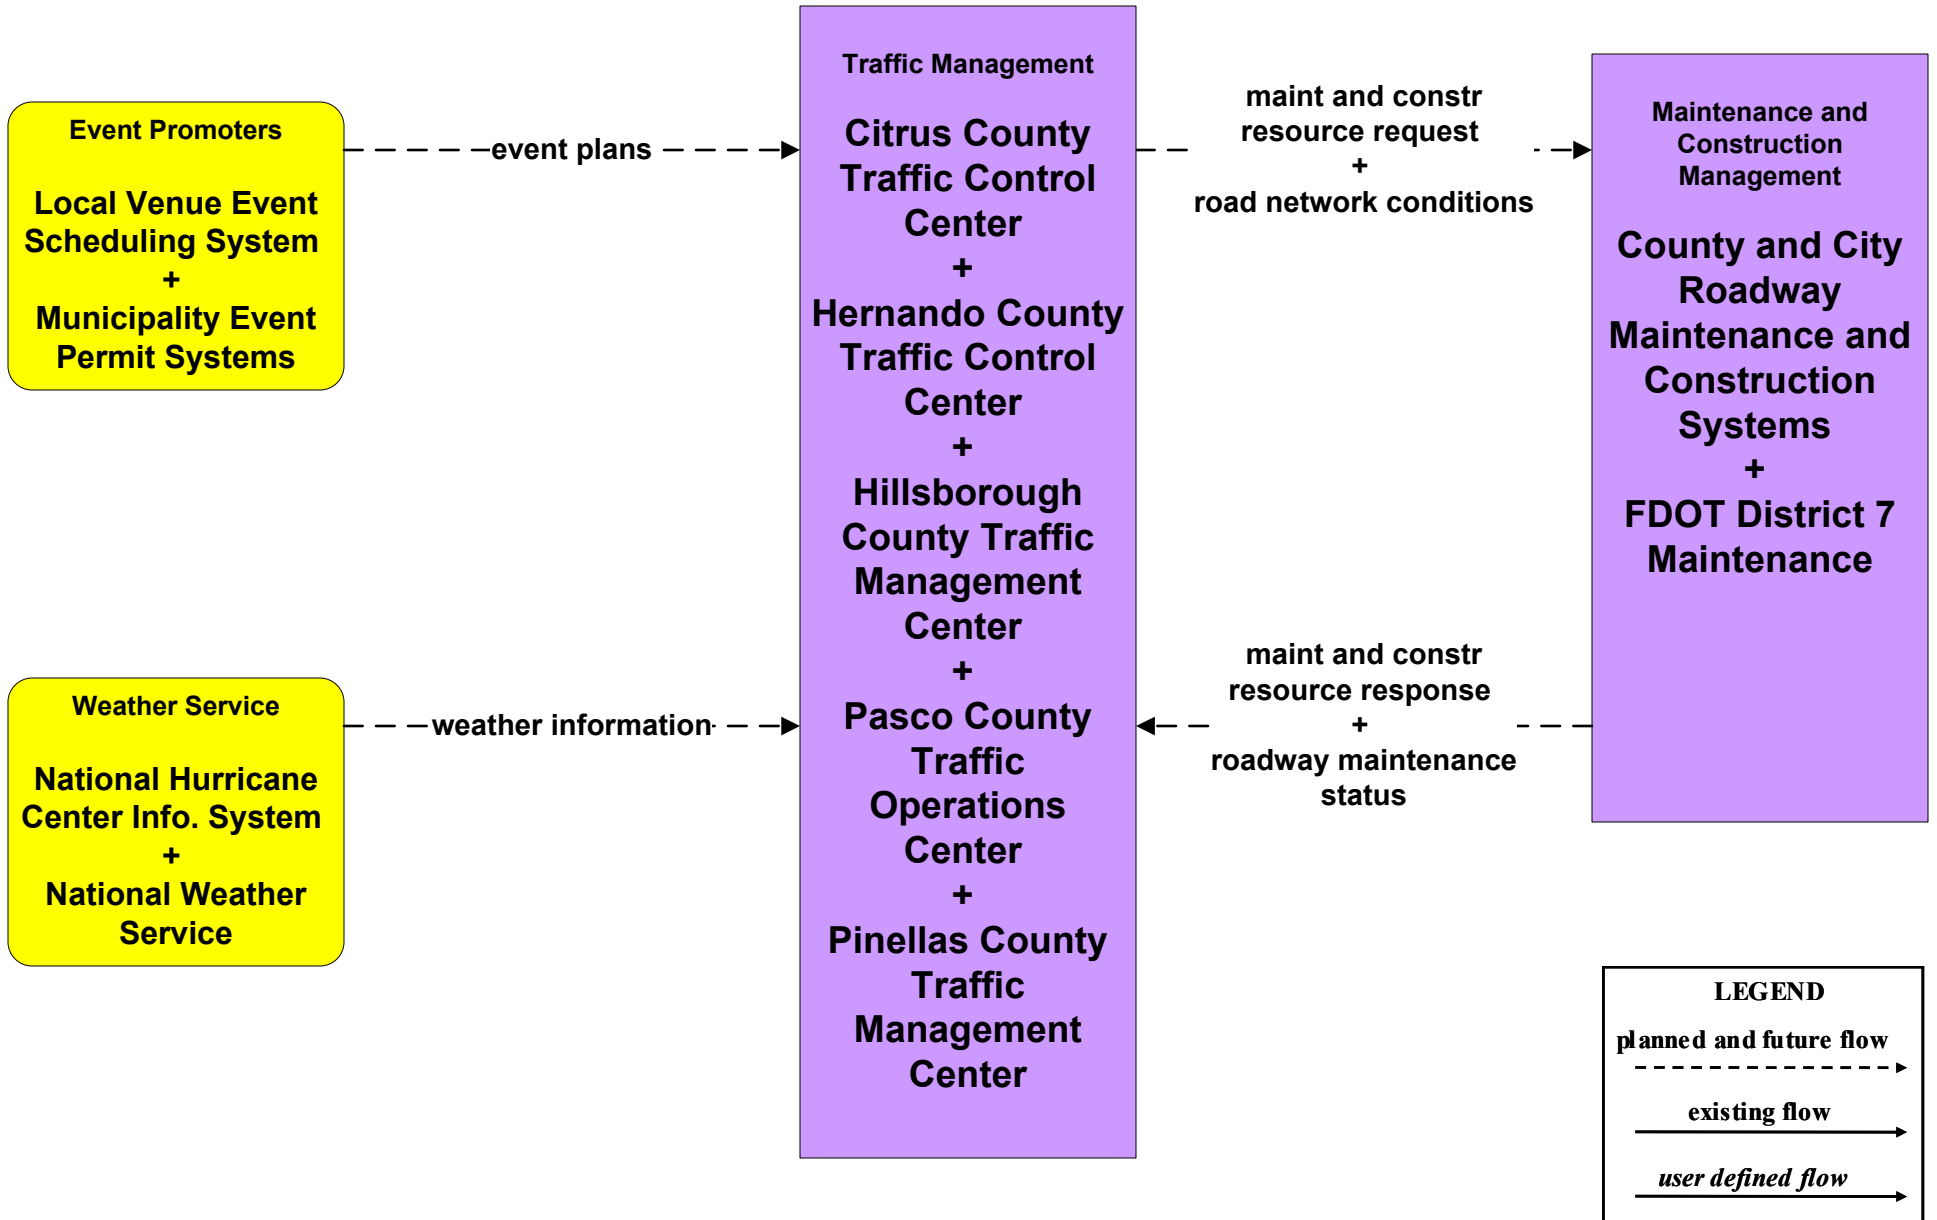 Event Promoters
Local Venue Event
Scheduling System
+
Municipality Event
Permit Systems
event plans
Weather Service
National Hurricane
Center Info. System
+
National Weather
Service
weather information
Traffic Management
Citrus County
Traffic Control
Center
+
Hernando County
Traffic Control
Center
+
Hillsborough
County Traffic
Management
Center
+
Pasco County
Traffic
Operations
Center
+
Pinellas County
Traffic
Management
Center
maint and constr
resource request
+
road network conditions
maint and constr
resource response
+
roadway maintenance
status
Maintenance and
Construction
Management
County and City
Roadway
Maintenance and
Construction
Systems
+
FDOT District 7
Maintenance
LEGEND
planned and future flow
existing flow
user defined flow